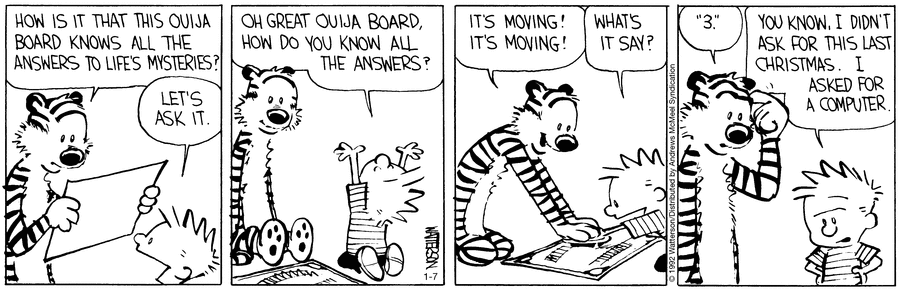 HOW IS IT THAT THIS OUIJA
BOARD KNOWS ALL THE
ANSWERS TO LIFE'S MYSTERIES?
LET'S
ASK IT.
OH GREAT OUIJA BOARD,
HOW DO YOU KNOW ALL
THE ANSWERS?
WATTERSON
1-7
IT'S MOVING!
IT'S MOVING!
WHAT'S
IT SAY?
© 1992 Watterson/Distributed by Andrews McMeel Syndication
"3."
YOU KNOW, I DIDN'T
ASK FOR THIS LAST
CHRISTMAS. I
ASKED FOR
A COMPUTER.